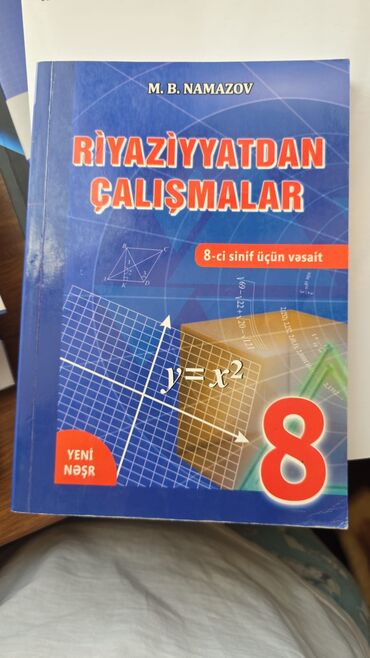 M. B. NAMAZOV
RİYAZİYYATDAN
ÇALIŞMALAR
8-ci sinif üçün vəsait
B
C
A
D
y=x²
8
YENİ
NƏŞR